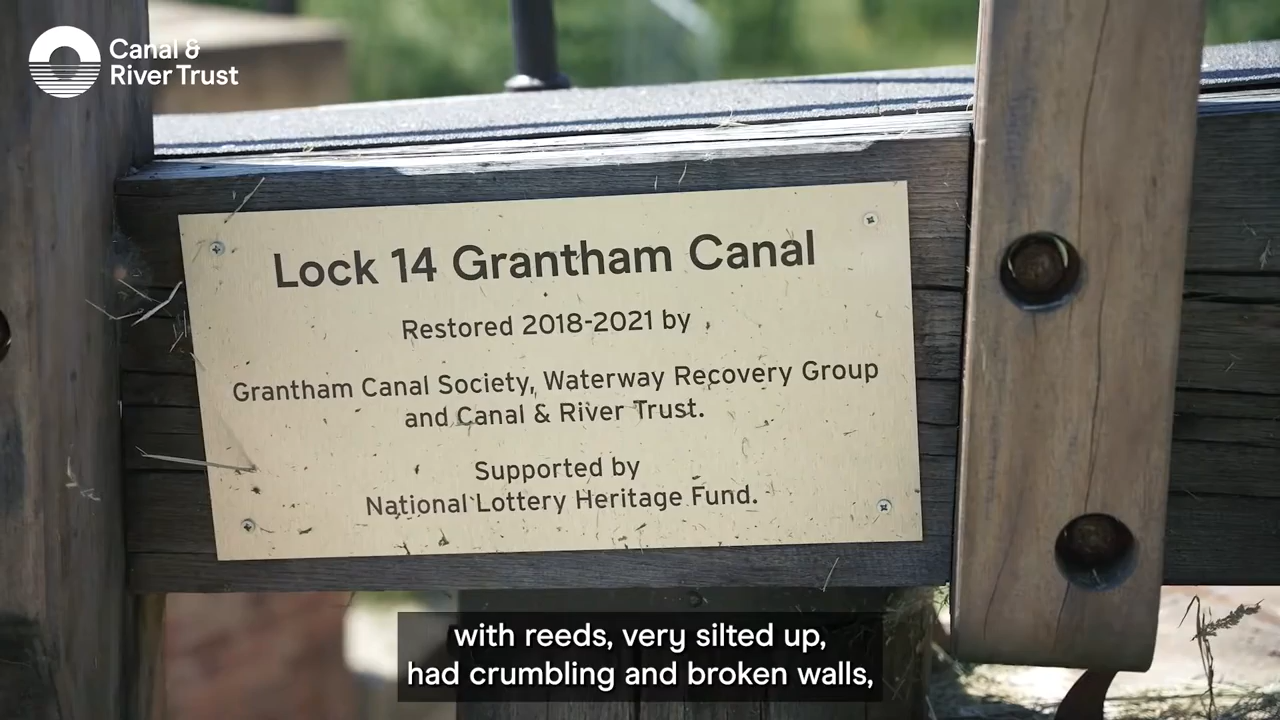 Canal &
River Trust
Lock 14 Grantham Canal
Restored 2018-2021 by
Grantham Canal Society, Waterway Recovery Group
and Canal & River Trust.
Supported by
National Lottery Heritage Fund.
with reeds, very silted up,
had crumbling and broken walls,